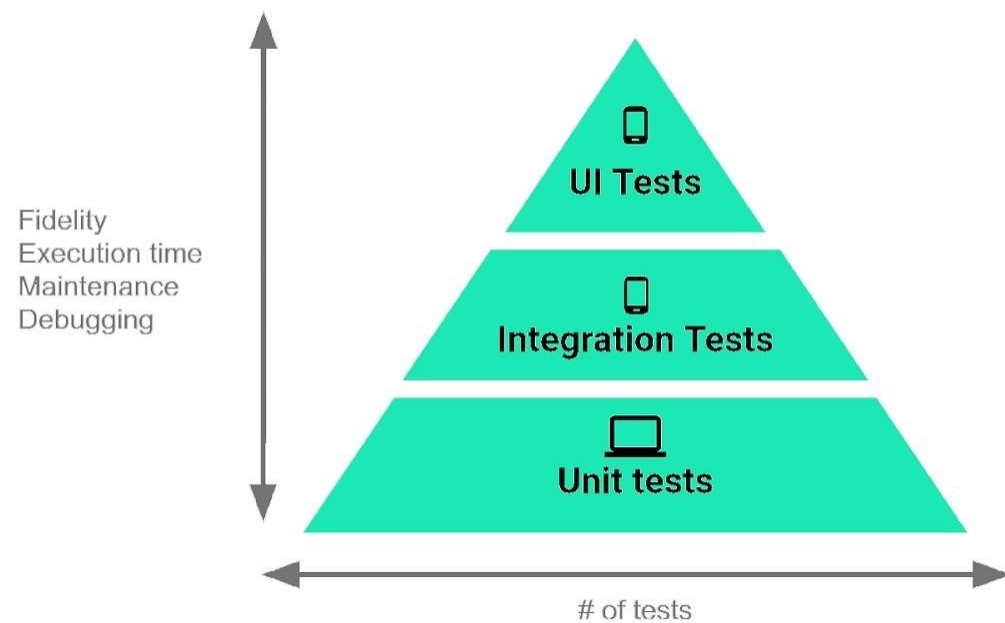 UI Tests
Fidelity
Execution time
Maintenance
Debugging
Integration Tests
Unit tests
# of tests